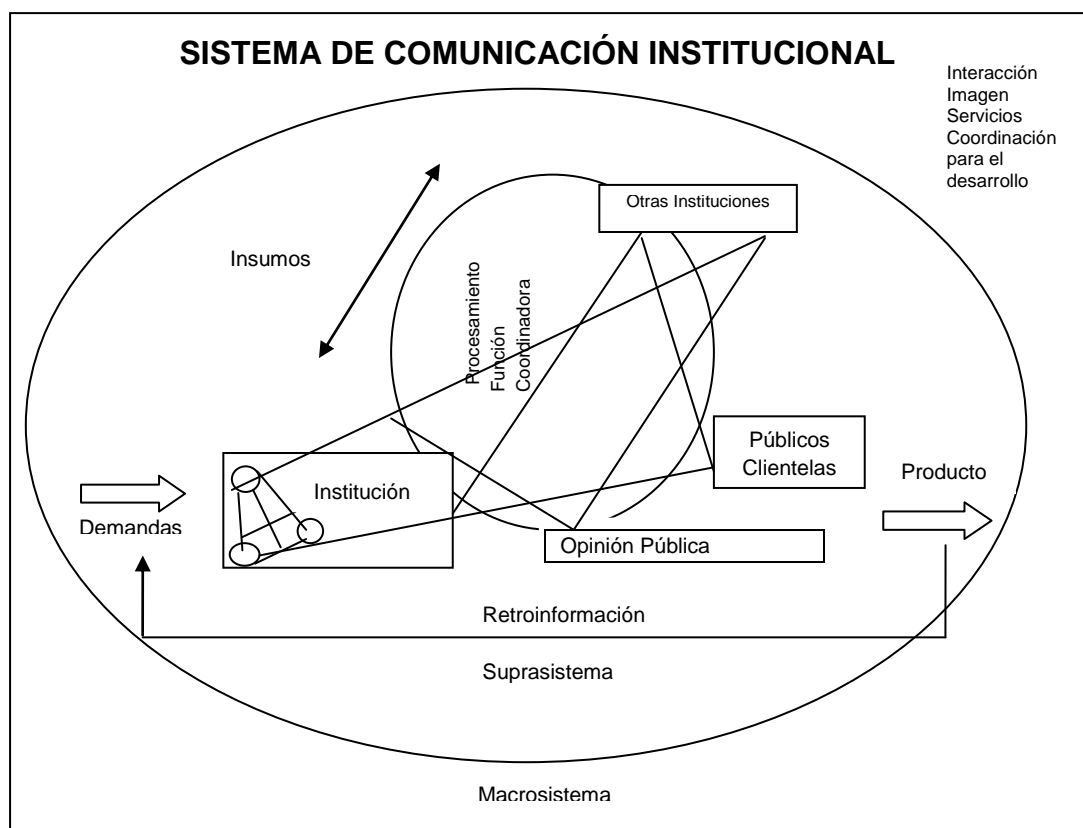 SISTEMA DE COMUNICACIÓN INSTITUCIONAL
Interacción
Imagen
Servicios
Coordinación
para el
desarrollo
Otras Instituciones
Insumos
Procesamiento
Función
Coordinadora
Institución
Públicos
Clientelas
Producto
Demandas
Opinión Pública
Retroinformación
Suprasistema
Macrosistema